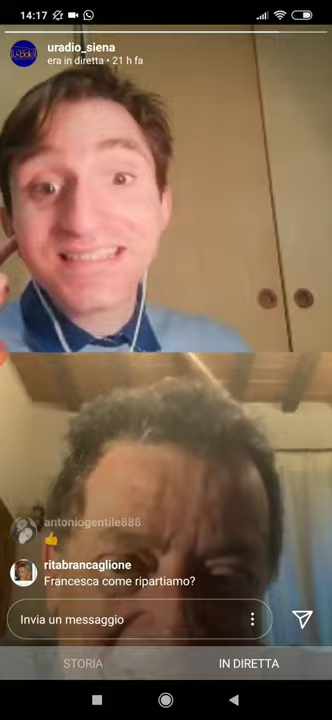 14:17
uradio_siena
era in diretta • 21 h fa
antoniogentile888
👍
ritabrancaglione
Francesca come ripartiamo?
Invia un messaggio
STORIA
IN DIRETTA